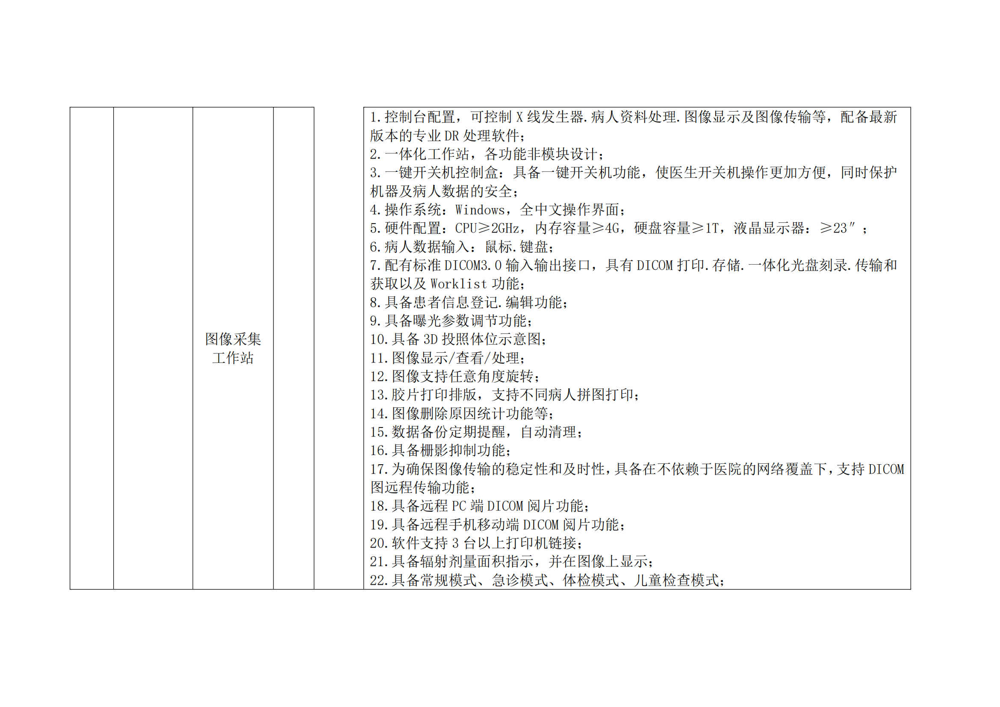 图像采集
工作站
1.控制台配置，可控制 X 线发生器.病人资料处理.图像显示及图像传输等，配备最新
版本的专业 DR 处理软件；
2.一体化工作站，各功能非模块设计；
3.一键开关机控制盒：具备一键开关机功能，使医生开关机操作更加方便，同时保护
机器及病人数据的安全；
4.操作系统：Windows，全中文操作界面；
5.硬件配置：CPU≥2GHz，内存容量≥4G，硬盘容量≥1T，液晶显示器：≥23″；
6.病人数据输入：鼠标.键盘；
7.配有标准 DICOM3.0 输入输出接口，具有 DICOM 打印.存储.一体化光盘刻录.传输和
获取以及 Worklist 功能；
8.具备患者信息登记.编辑功能；
9.具备曝光参数调节功能；
10.具备 3D 投照体位示意图；
11.图像显示/查看/处理；
12.图像支持任意角度旋转；
13.胶片打印排版，支持不同病人拼图打印；
14.图像删除原因统计功能等；
15.数据备份定期提醒，自动清理；
16.具备栅影抑制功能；
17.为确保图像传输的稳定性和及时性，具备在不依赖于医院的网络覆盖下，支持 DICOM
图远程传输功能；
18.具备远程 PC 端 DICOM 阅片功能；
19.具备远程手机移动端 DICOM 阅片功能；
20.软件支持 3 台以上打印机链接；
21.具备辐射剂量面积指示，并在图像上显示；
22.具备常规模式、急诊模式、体检模式、儿童检查模式；